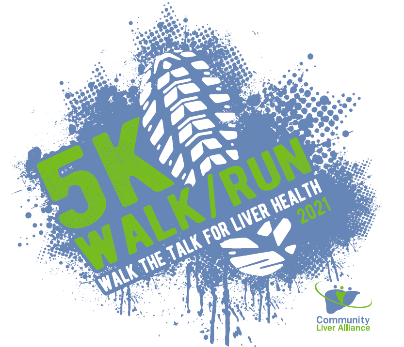 5K
WALK/RUN
WALK THE TALK FOR LIVER HEALTH
2021
Community
Liver Alliance